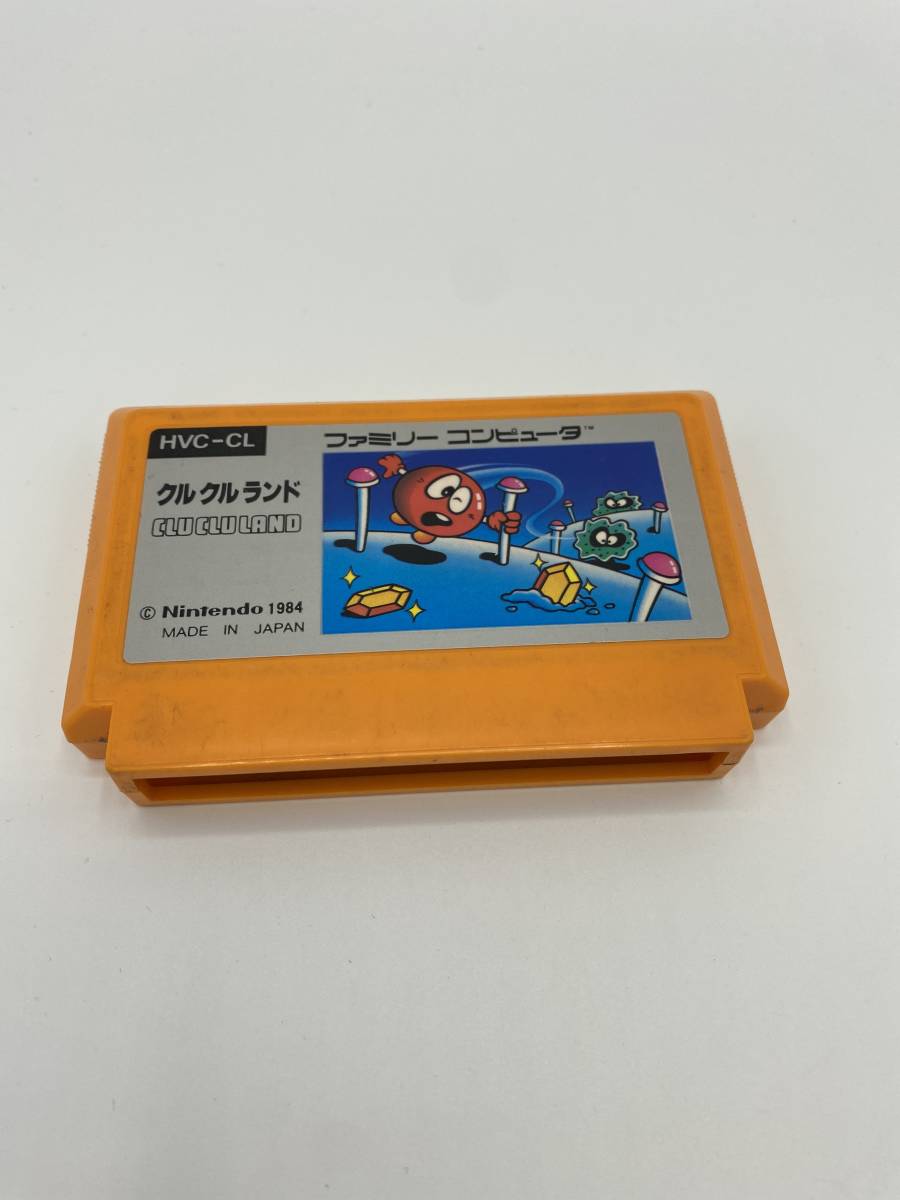 HVC-CL
ファミリー コンピュータ™
クルクルランド
CLU CLU LAND
© Nintendo 1984
MADE IN JAPAN